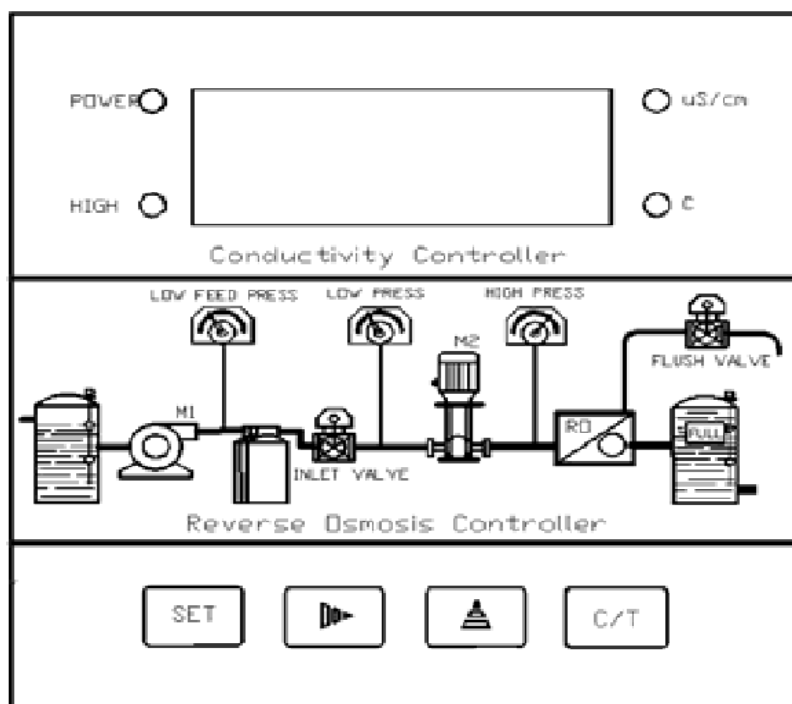 POWER
uS/cm
HIGH
C
Conductivity Controller
LOW FEED PRESS
LOW PRESS
HIGH PRESS
M2
FLUSH VALVE
M1
RO
FULL
INLET VALVE
Reverse Osmosis Controller
SET
C/T